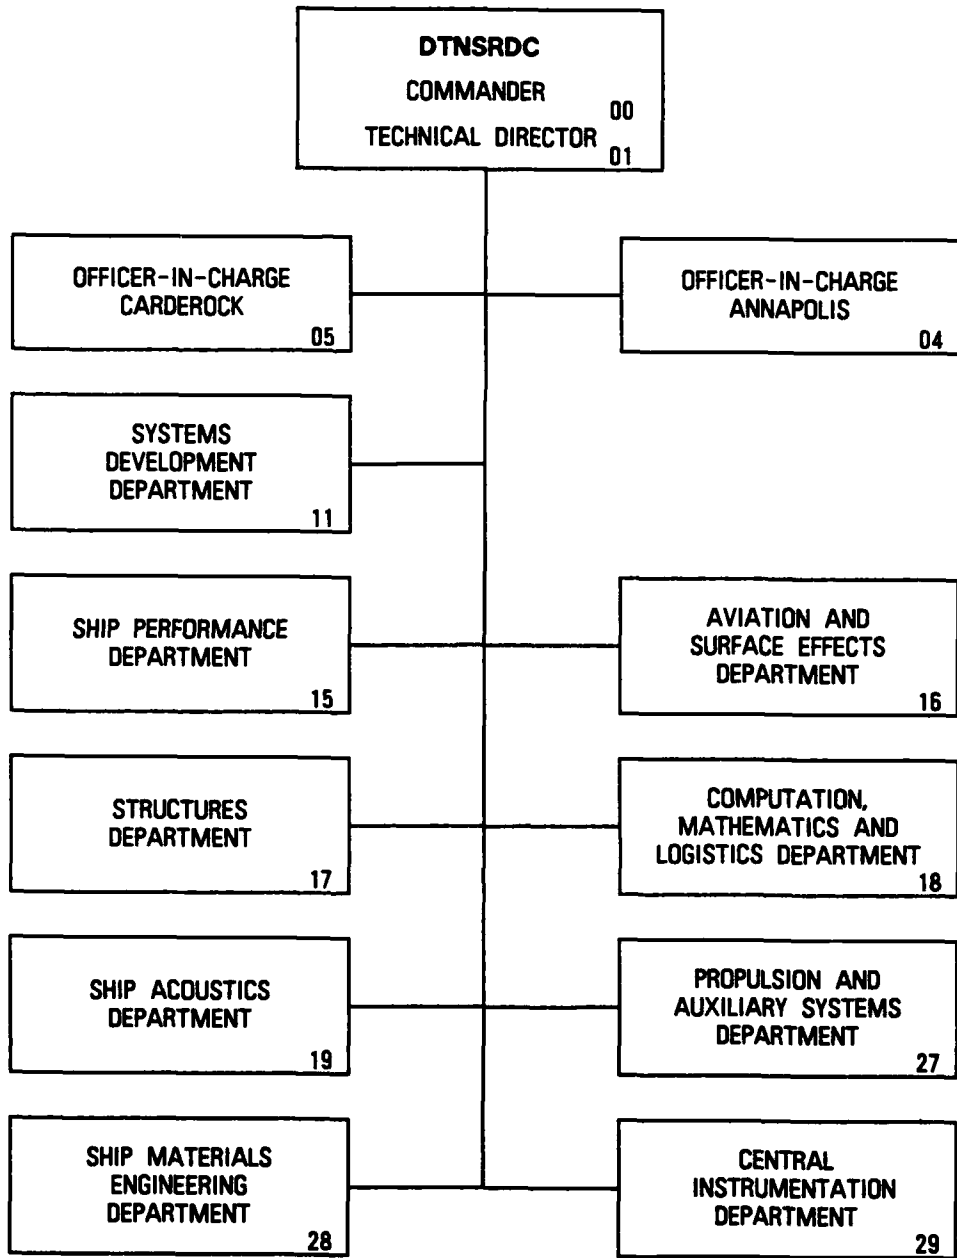 DTNSRDC
COMMANDER
00
TECHNICAL DIRECTOR
01
OFFICER-IN-CHARGE
CARDEROCK
05
OFFICER-IN-CHARGE
ANNAPOLIS
04
SYSTEMS
DEVELOPMENT
DEPARTMENT
11
SHIP PERFORMANCE
DEPARTMENT
15
AVIATION AND
SURFACE EFFECTS
DEPARTMENT
16
STRUCTURES
DEPARTMENT
17
COMPUTATION,
MATHEMATICS AND
LOGISTICS DEPARTMENT
18
SHIP ACOUSTICS
DEPARTMENT
19
PROPULSION AND
AUXILIARY SYSTEMS
DEPARTMENT
27
SHIP MATERIALS
ENGINEERING
DEPARTMENT
28
CENTRAL
INSTRUMENTATION
DEPARTMENT
29